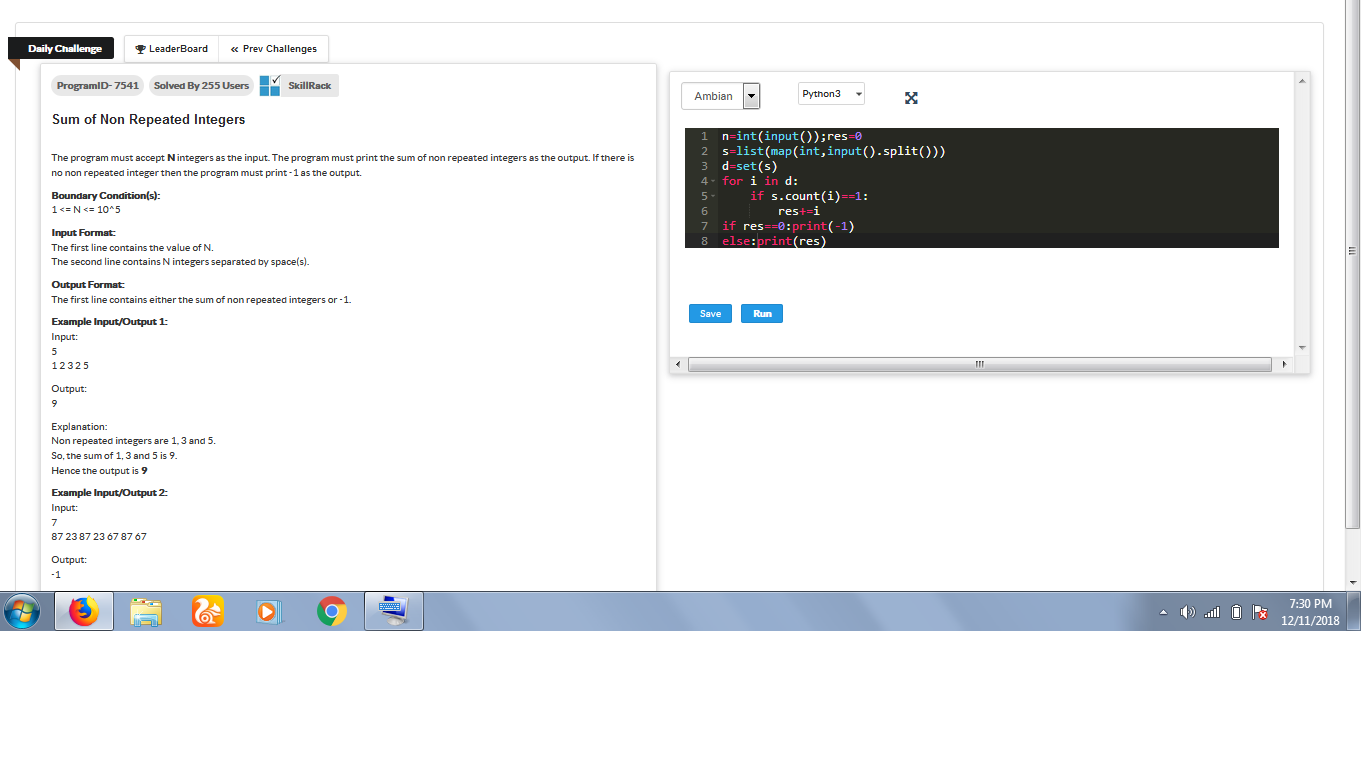 Daily Challenge
LeaderBoard
« Prev Challenges
ProgramID- 7541
Solved By 255 Users
SkillRack
Sum of Non Repeated Integers
The program must accept N integers as the input. The program must print the sum of non repeated integers as the output. If there is
no non repeated integer then the program must print -1 as the output.
Boundary Condition(s):
1 <= N <= 10^5
Input Format:
The first line contains the value of N.
The second line contains N integers separated by space(s).
Output Format:
The first line contains either the sum of non repeated integers or -1.
Example Input/Output 1:
Input:
5
1 2 3 2 5
Output:
9
Explanation:
Non repeated integers are 1, 3 and 5.
So, the sum of 1, 3 and 5 is 9.
Hence the output is 9
Example Input/Output 2:
Input:
7
87 23 87 23 67 87 67
Output:
-1
Ambian
Python3
1 n=int(input());res=0
2 s=list(map(int,input().split()))
3 d=set(s)
4 for i in d:
5     if s.count(i)==1:
6         res+=i
7 if res==0:print(-1)
8 else:print(res)
Save
Run
7:30 PM
12/11/2018